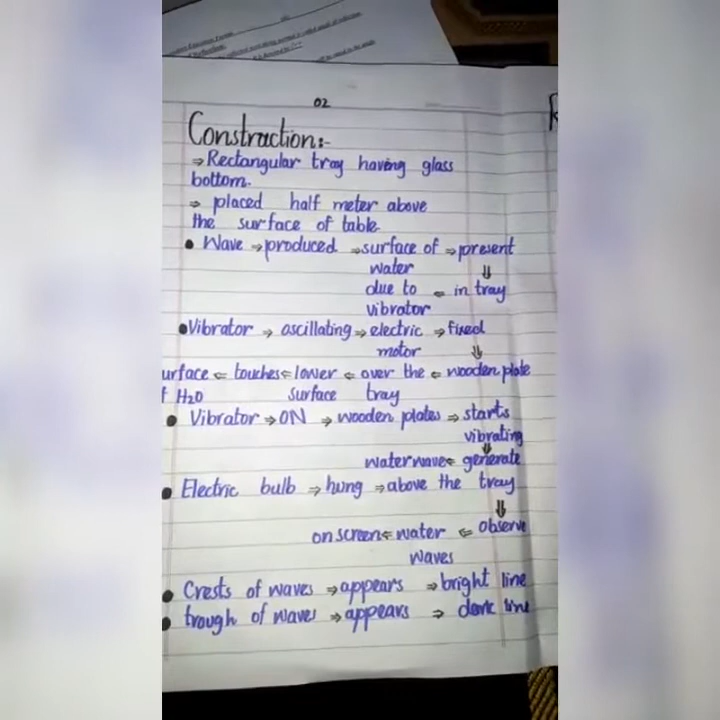 02
Construction:-
⇒ Rectangular tray having glass
bottom.
⇒ placed half meter above
the surface of table.
• Wave ⇒ produced ⇒ surface of ⇒ present
water ⇓
due to ⇐ in tray
vibrator
• Vibrator ⇒ oscillating ⇒ electric ⇒ fixed
motor ⇓
urface ⇐ touches ⇐ lower ⇐ over the ⇐ wooden plate
f H2O surface tray
• Vibrator ⇒ ON ⇒ wooden plates ⇒ starts
vibrating
⇓
water wave ⇐ generate
• Electric bulb ⇒ hung ⇒ above the tray
⇓
on screen ⇐ water ⇐ observe
waves
• Crests of waves ⇒ appears ⇒ bright line
• trough of waves ⇒ appears ⇒ dark line